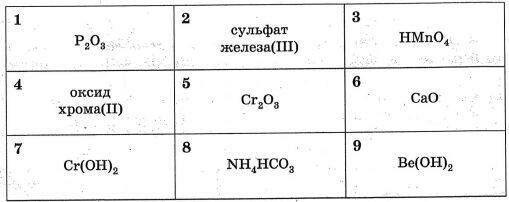 1
P₂O₃
2
сульфат
железа(III)
3
HMnO₄
4
оксид
хрома(II)
5
Cr₂O₃
6
CaO
7
Cr(OH)₂
8
NH₄HCO₃
9
Be(OH)₂